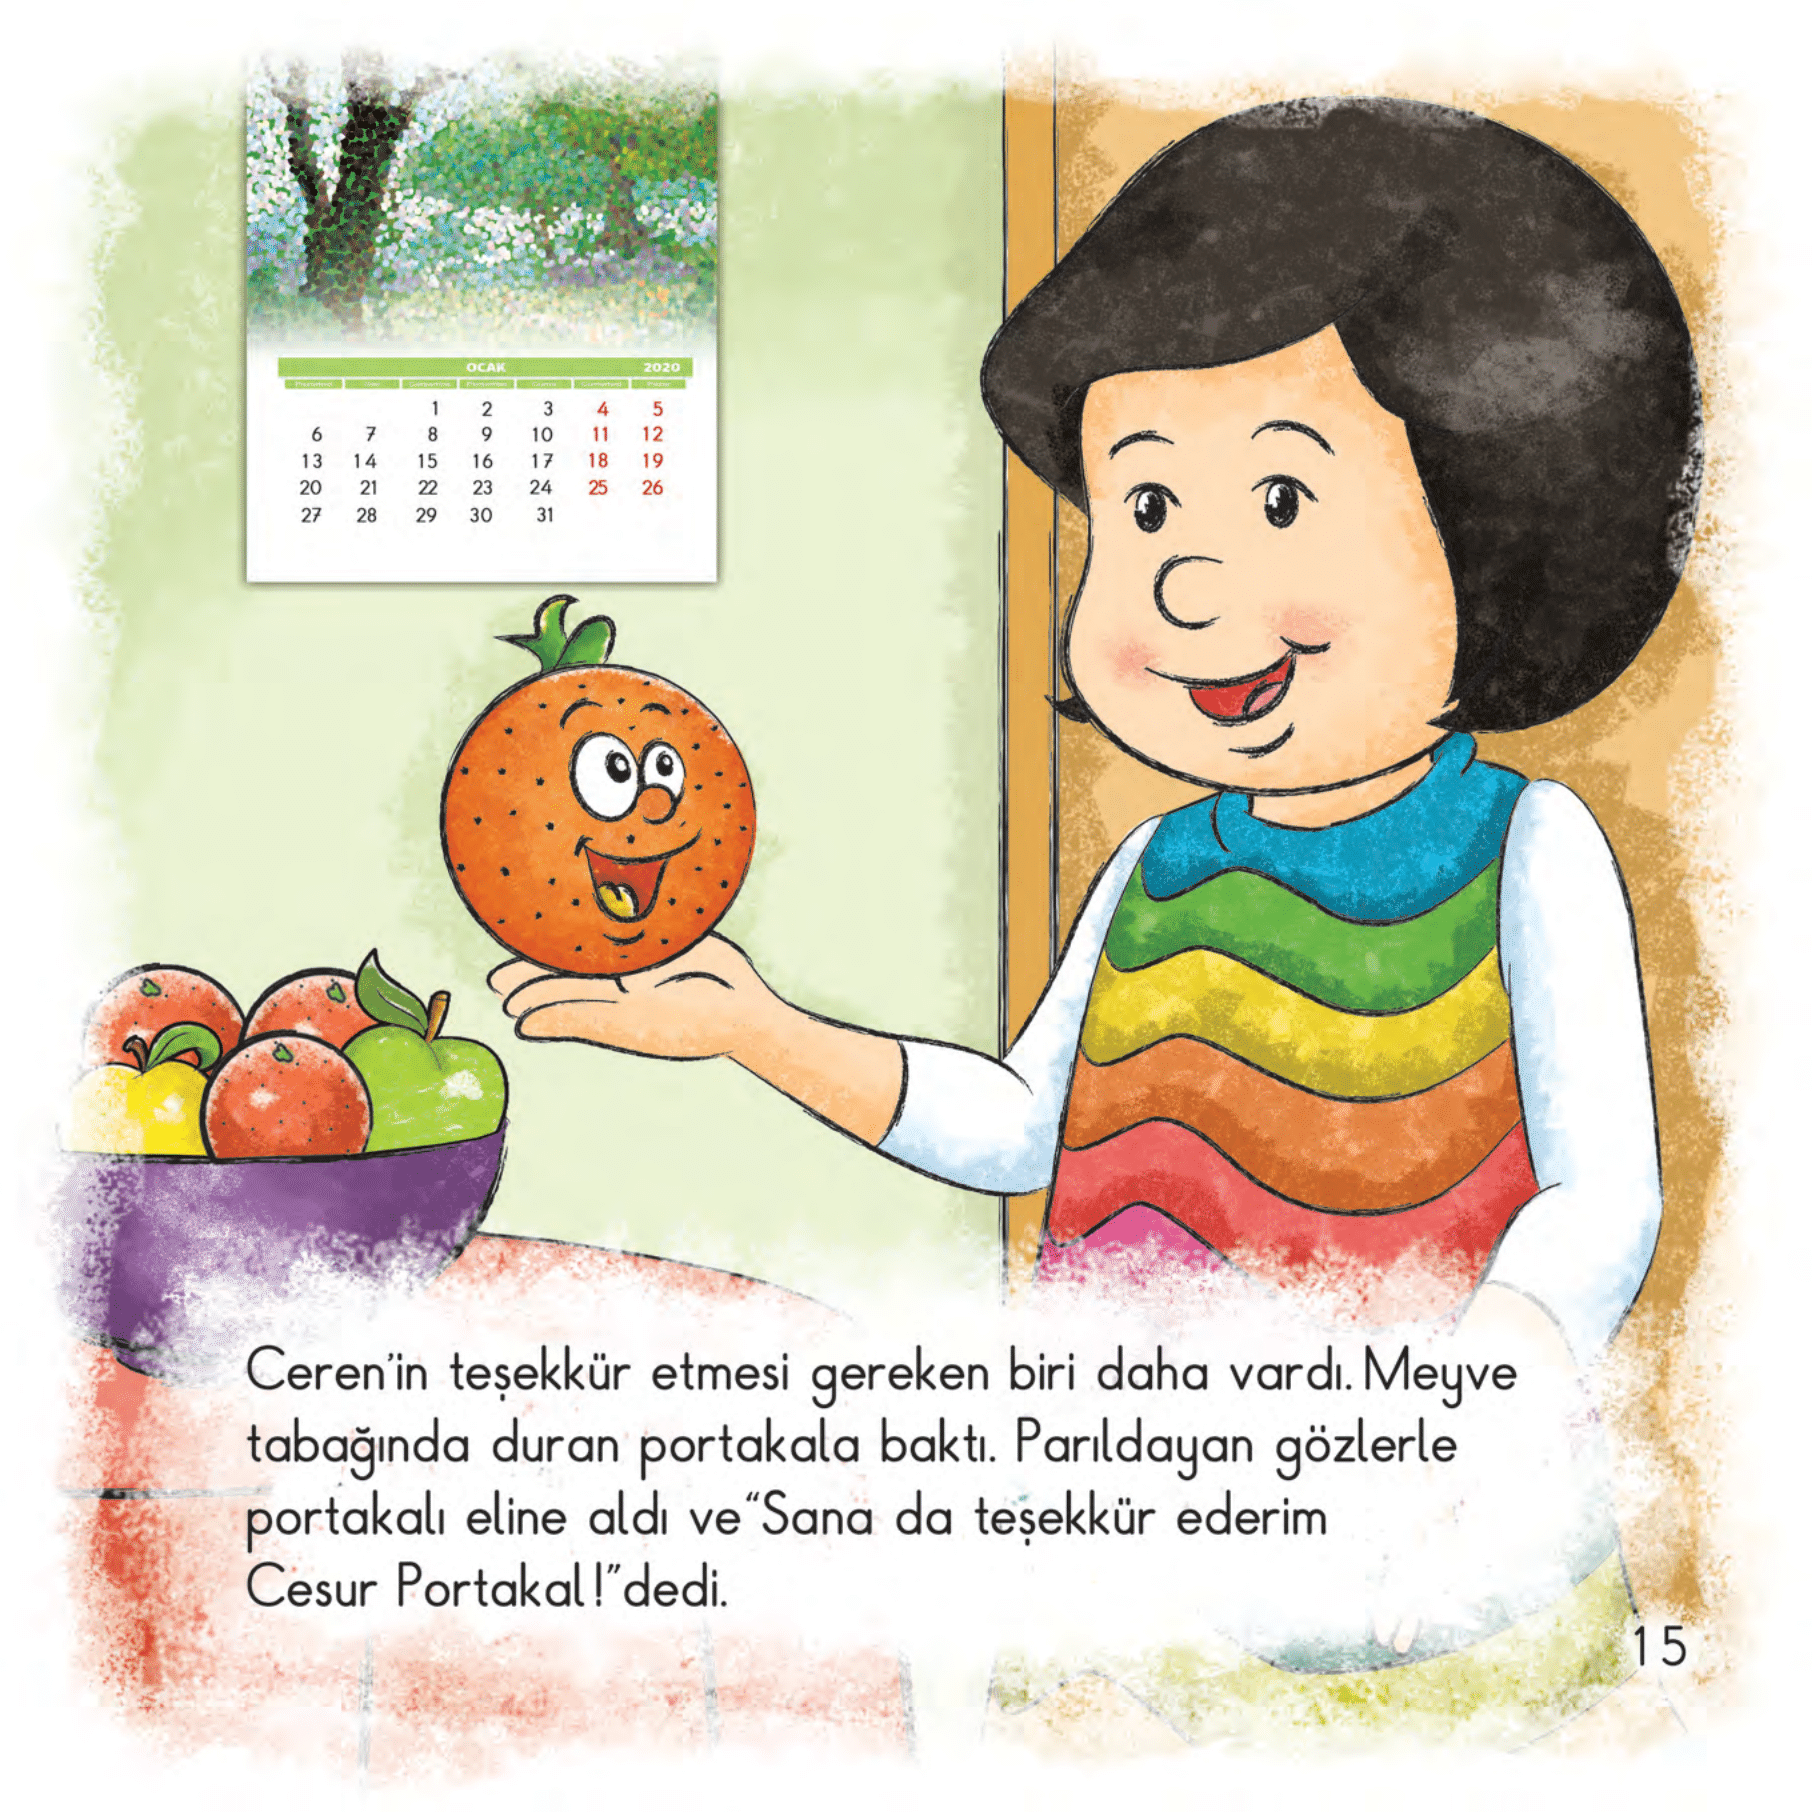 OCAK 2020
1 2 3 4 5
6 7 8 9 10 11 12
13 14 15 16 17 18 19
20 21 22 23 24 25 26
27 28 29 30 31
Ceren'in teşekkür etmesi gereken biri daha vardı. Meyve
tabağında duran portakala baktı. Parıldayan gözlerle
portakalı eline aldı ve “Sana da teşekkür ederim
Cesur Portakal!” dedi.
15